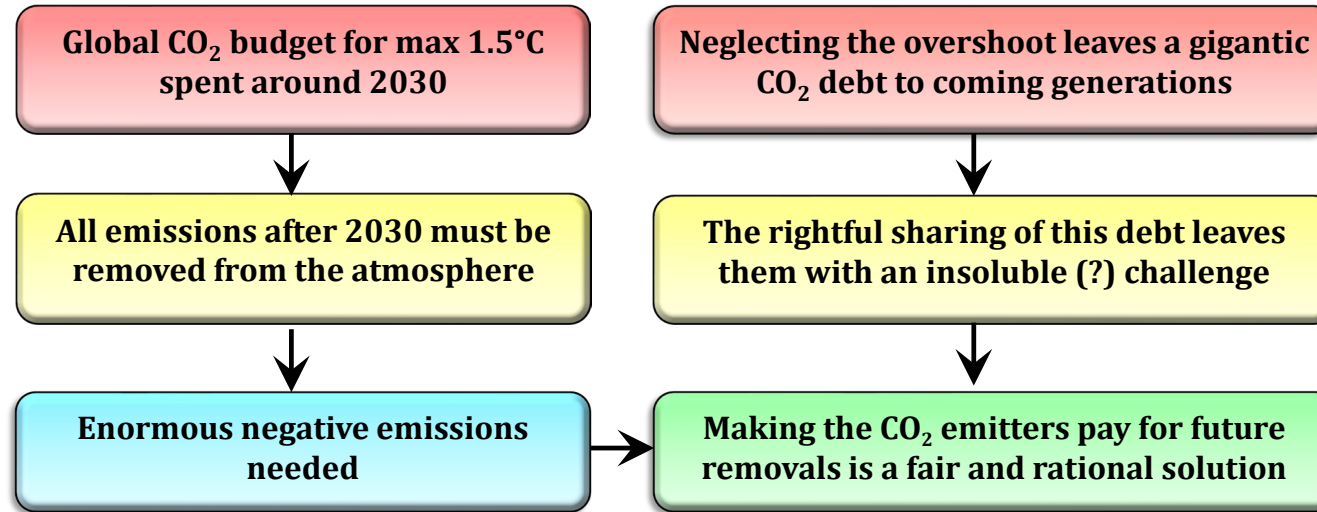 Global CO₂ budget for max 1.5°C
spent around 2030
All emissions after 2030 must be
removed from the atmosphere
Enormous negative emissions
needed
Neglecting the overshoot leaves a gigantic
CO₂ debt to coming generations
The rightful sharing of this debt leaves
them with an insoluble (?) challenge
Making the CO₂ emitters pay for future
removals is a fair and rational solution